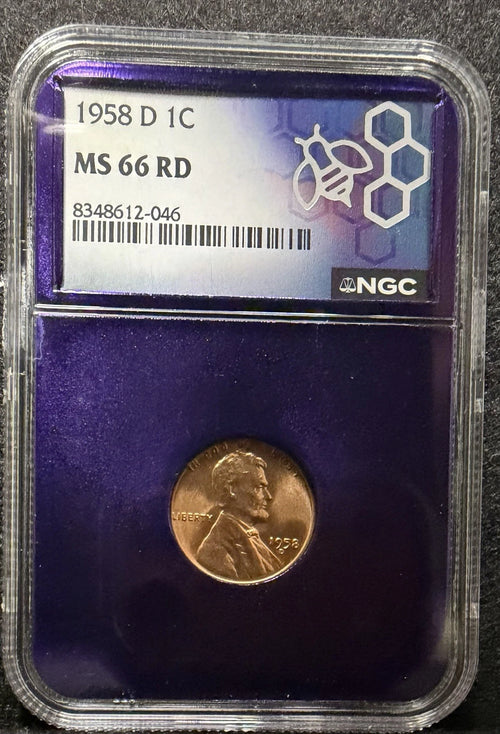 1958 D 1C
MS 66 RD
8348612-046
NGC
IN GOD WE TRUST
LIBERTY
1958
D